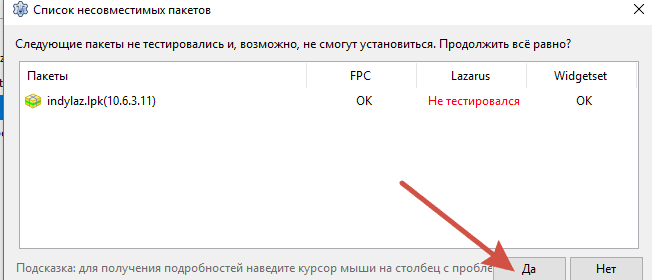 Список несовместимых пакетов
Следующие пакеты не тестировались и, возможно, не смогут установиться. Продолжить всё равно?
Пакеты FPC Lazarus Widgetset
indylaz.lpk(10.6.3.11) OK Не тестировался OK
Подсказка: для получения подробностей наведите курсор мыши на столбец с Да Нет